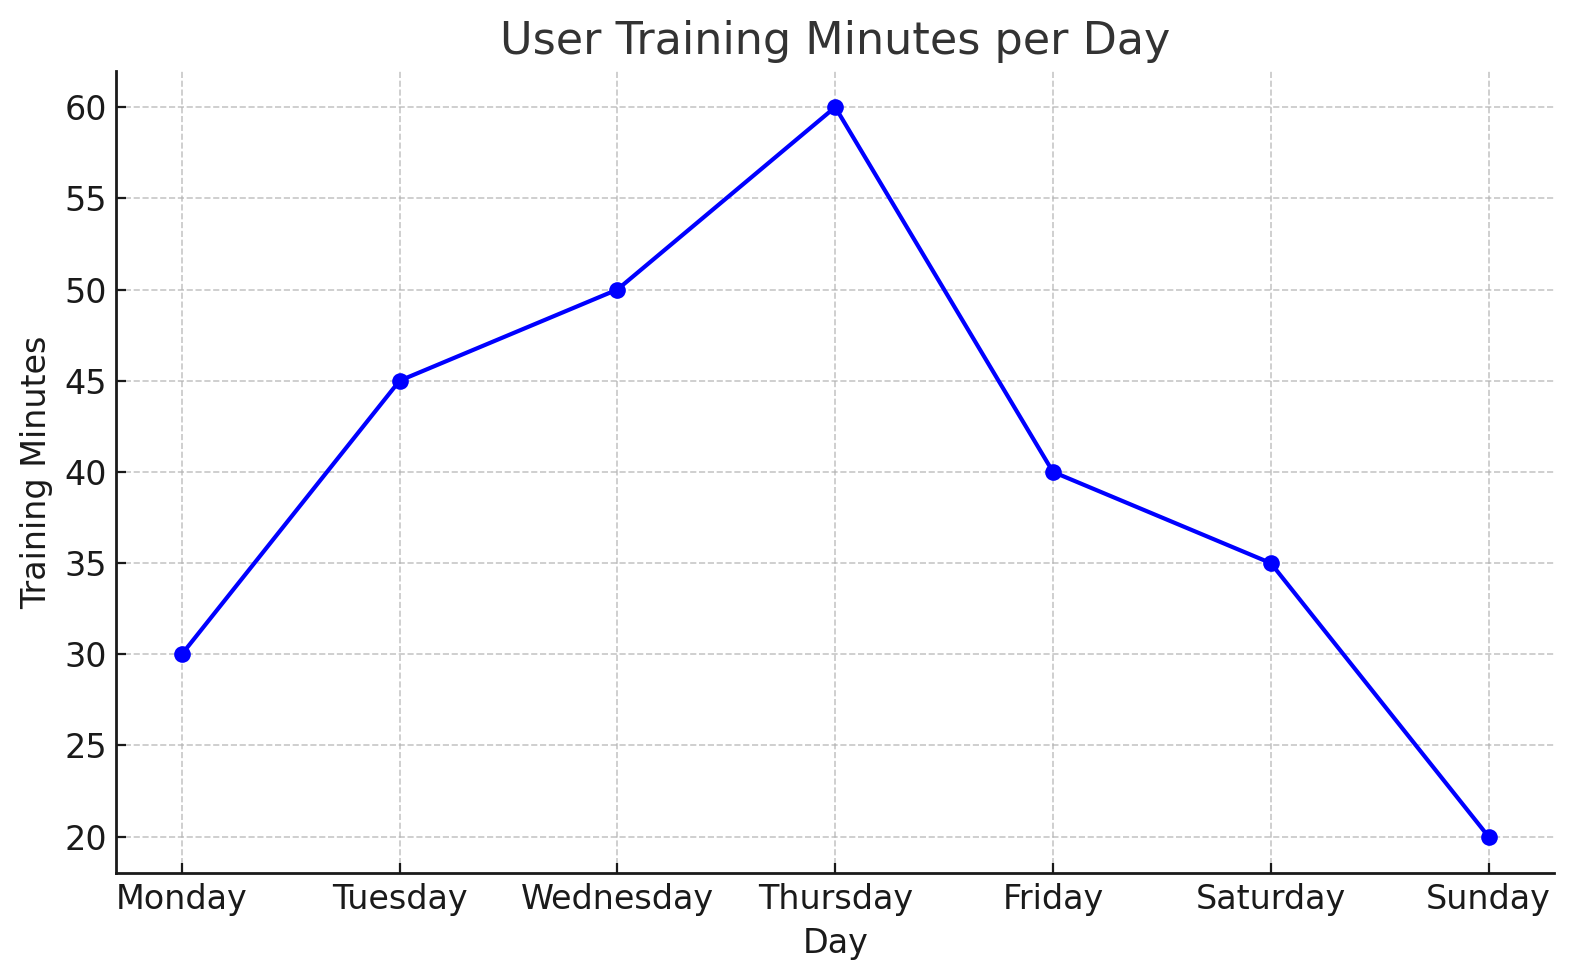 User Training Minutes per Day
Training Minutes
60
55
50
45
40
35
30
25
20
Monday Tuesday Wednesday Thursday Friday Saturday Sunday
Day